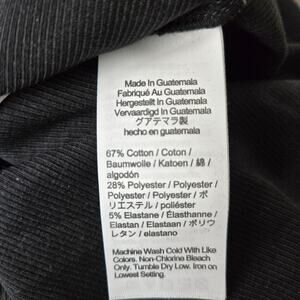 Made In Guatemala
Fabriqué Au Guatemala
Hergestellt In Guatemala
Vervaardigd In Guatemala
グアテマラ製
hecho en guatemala
67% Cotton / Coton /
Baumwolle / Katoen / 綿 /
algodón
28% Polyester / Polyester /
Polyester / Polyester / ポ
リエステル / poliéster
5% Elastane / Élasthanne /
Elastan / Elastaan / ポリウ
レタン / elastano
Machine Wash Cold With Like
Colors. Non-Chlorine Bleach
Only. Tumble Dry Low. Iron on
Lowest Setting.